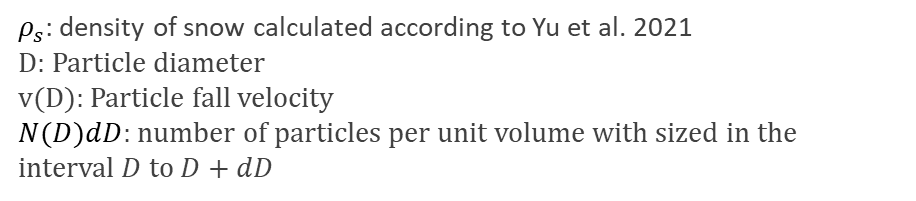 ρₛ: density of snow calculated according to Yu et al. 2021
D: Particle diameter
v(D): Particle fall velocity
N(D)dD: number of particles per unit volume with sized in the
interval D to D + dD